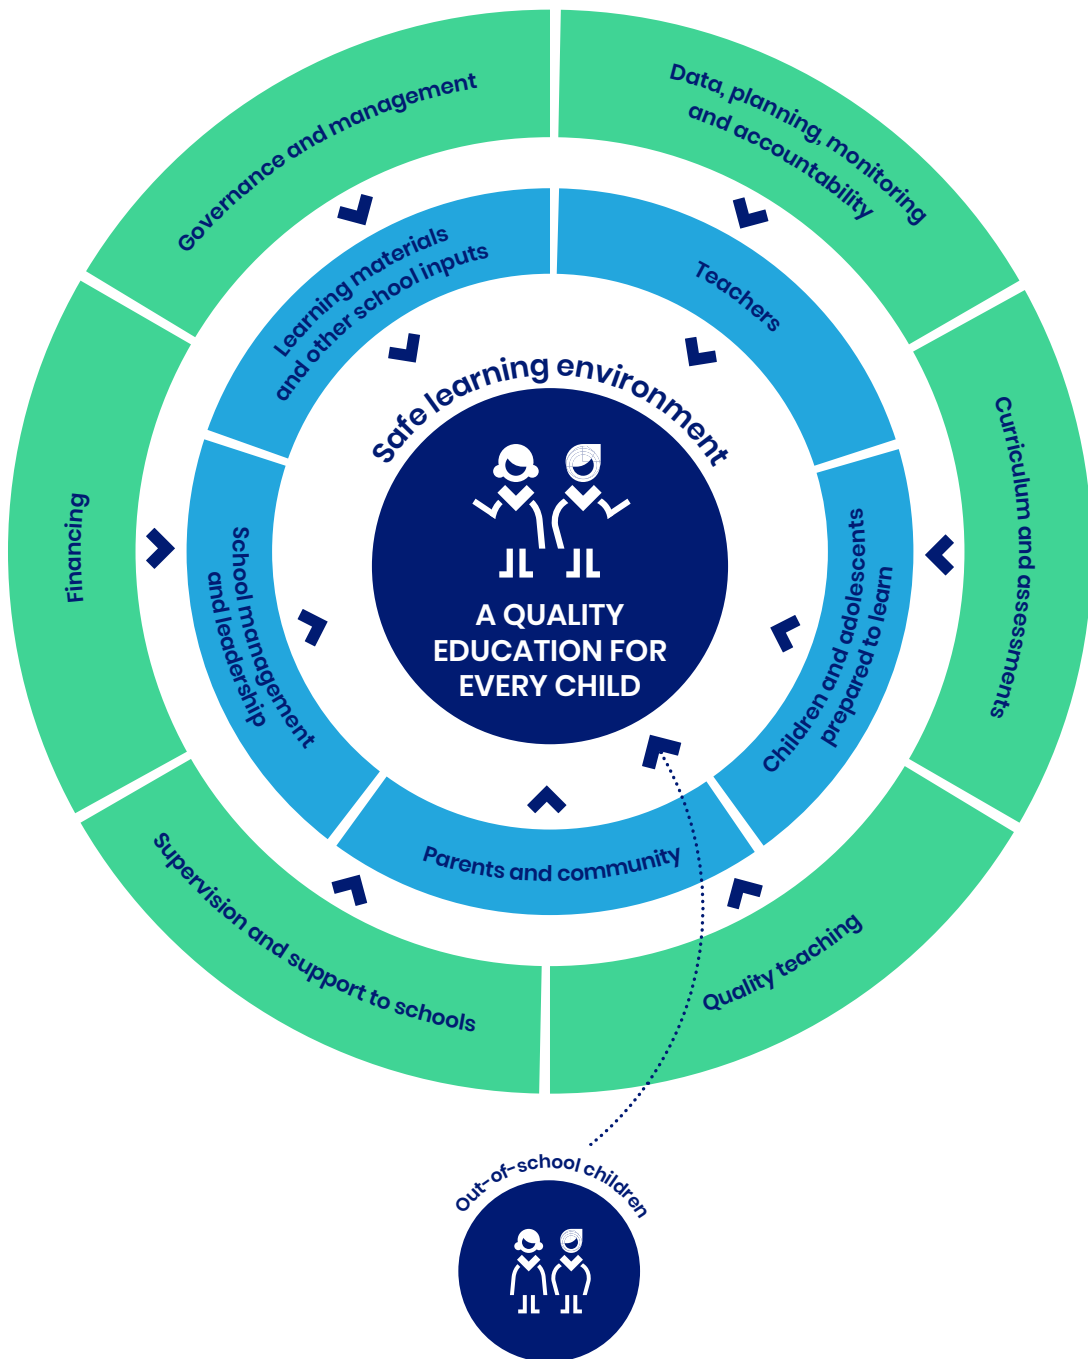 Governance and management
Data, planning, monitoring
and accountability
Learning materials
and other school inputs
Teachers
Safe learning environment
Financing
Curriculum and assessments
School management
and leadership
Children and adolescents
prepared to learn
A QUALITY
EDUCATION FOR
EVERY CHILD
Parents and community
Supervision and support to schools
Quality teaching
Out-of-school children